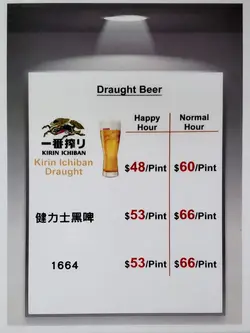 Draught Beer
Happy Hour
Normal Hour
一番搾り
KIRIN ICHIBAN
Kirin Ichiban
Draught
$48/Pint
$60/Pint
健力士黑啤
$53/Pint
$66/Pint
1664
$53/Pint
$66/Pint